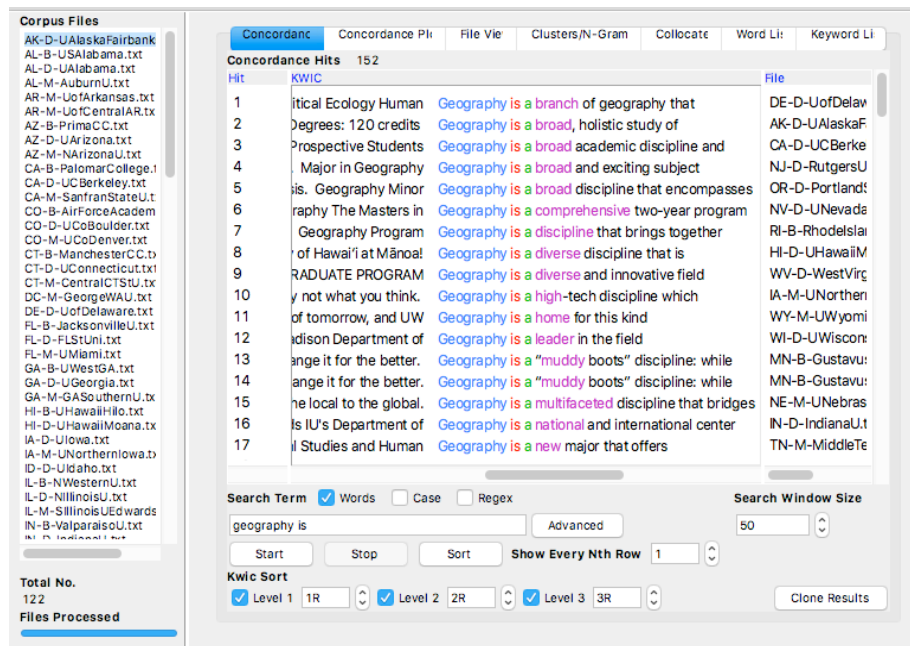 Corpus Files
AK-D-UAlaskaFairbank
AL-B-USAlabama.txt
AL-D-UAlabama.txt
AL-M-AuburnU.txt
AR-M-UofArkansas.txt
AR-M-UofCentralAR.tx
AZ-B-PrimaCC.txt
AZ-D-UArizona.txt
AZ-M-NArizonaU.txt
CA-B-PalomarCollege.t
CA-D-UCBerkeley.txt
CA-M-SanfranStateU.t
CO-B-AirForceAcadem
CO-D-UCoBoulder.txt
CO-M-UCoDenver.txt
CT-B-ManchesterCC.tx
CT-D-UConnecticut.txt
CT-M-CentralCTStU.tx
DC-M-GeorgeWAU.txt
DE-D-UofDelaware.txt
FL-B-JacksonvilleU.txt
FL-D-FLStUni.txt
FL-M-UMiami.txt
GA-B-UWestGA.txt
GA-D-UGeorgia.txt
GA-M-GASouthernU.tx
HI-B-UHawaiiHilo.txt
HI-D-UHawaiiMoana.tx
IA-D-UIowa.txt
IA-M-UNorthernIowa.tx
ID-D-UIdaho.txt
IL-B-NWesternU.txt
IL-D-NIllinoisU.txt
IL-M-SIllinoisUEdwards
IN-B-ValparaisoU.txt
Total No.
122
Files Processed
Concordanc Concordance Plo File Vie Clusters/N-Gram Collocate Word Li Keyword Li
Concordance Hits 152
Hit KWIC File
1 itical Ecology Human Geography is a branch of geography that DE-D-UofDelaw
2 Degrees: 120 credits Geography is a broad, holistic study of AK-D-UAlaskaF
3 Prospective Students Geography is a broad academic discipline and CA-D-UCBerke
4 . Major in Geography Geography is a broad and exciting subject NJ-D-RutgersU
5 sis. Geography Minor Geography is a broad discipline that encompasses OR-D-PortlandS
6 raphy The Masters in Geography is a comprehensive two-year program NV-D-UNevada
7 Geography Program Geography is a discipline that brings together RI-B-RhodeIslar
8 of Hawai'i at Mānoa! Geography is a diverse discipline that is HI-D-UHawaiiM
9 RADUATE PROGRAM Geography is a diverse and innovative field WV-D-WestVirg
10 y not what you think. Geography is a high-tech discipline which IA-M-UNortherr
11 of tomorrow, and UW Geography is a home for this kind WY-M-UWyomi
12 adison Department of Geography is a leader in the field WI-D-UWiscon
13 ange it for the better. Geography is a “muddy boots” discipline: while MN-B-Gustavu
14 ange it for the better. Geography is a “muddy boots” discipline: while MN-B-Gustavu
15 ne local to the global. Geography is a multifaceted discipline that bridges NE-M-UNebras
16 ls IU's Department of Geography is a national and international center IN-D-IndianaU.t
17 l Studies and Human Geography is a new major that offers TN-M-MiddleTe
Search Term Words Case Regex Search Window Size
geography is Advanced 50
Start Stop Sort Show Every Nth Row 1
Kwic Sort
Level 1 1R Level 2 2R Level 3 3R Clone Results